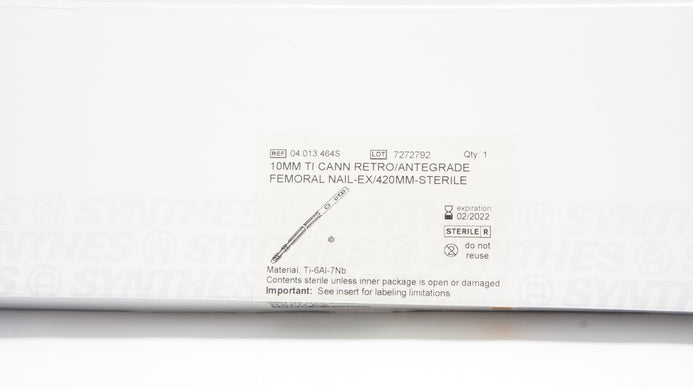 REF 04.013.464S LOT 7272792 Qty: 1
10MM TI CANN RETRO/ANTEGRADE
FEMORAL NAIL-EX/420MM-STERILE
expiration:
02/2022
STERILE R
do not
reuse
Material: Ti-6Al-7Nb
Contents sterile unless inner package is open or damaged.
Important: See insert for labeling limitations
SYNTHES
SYNTHES